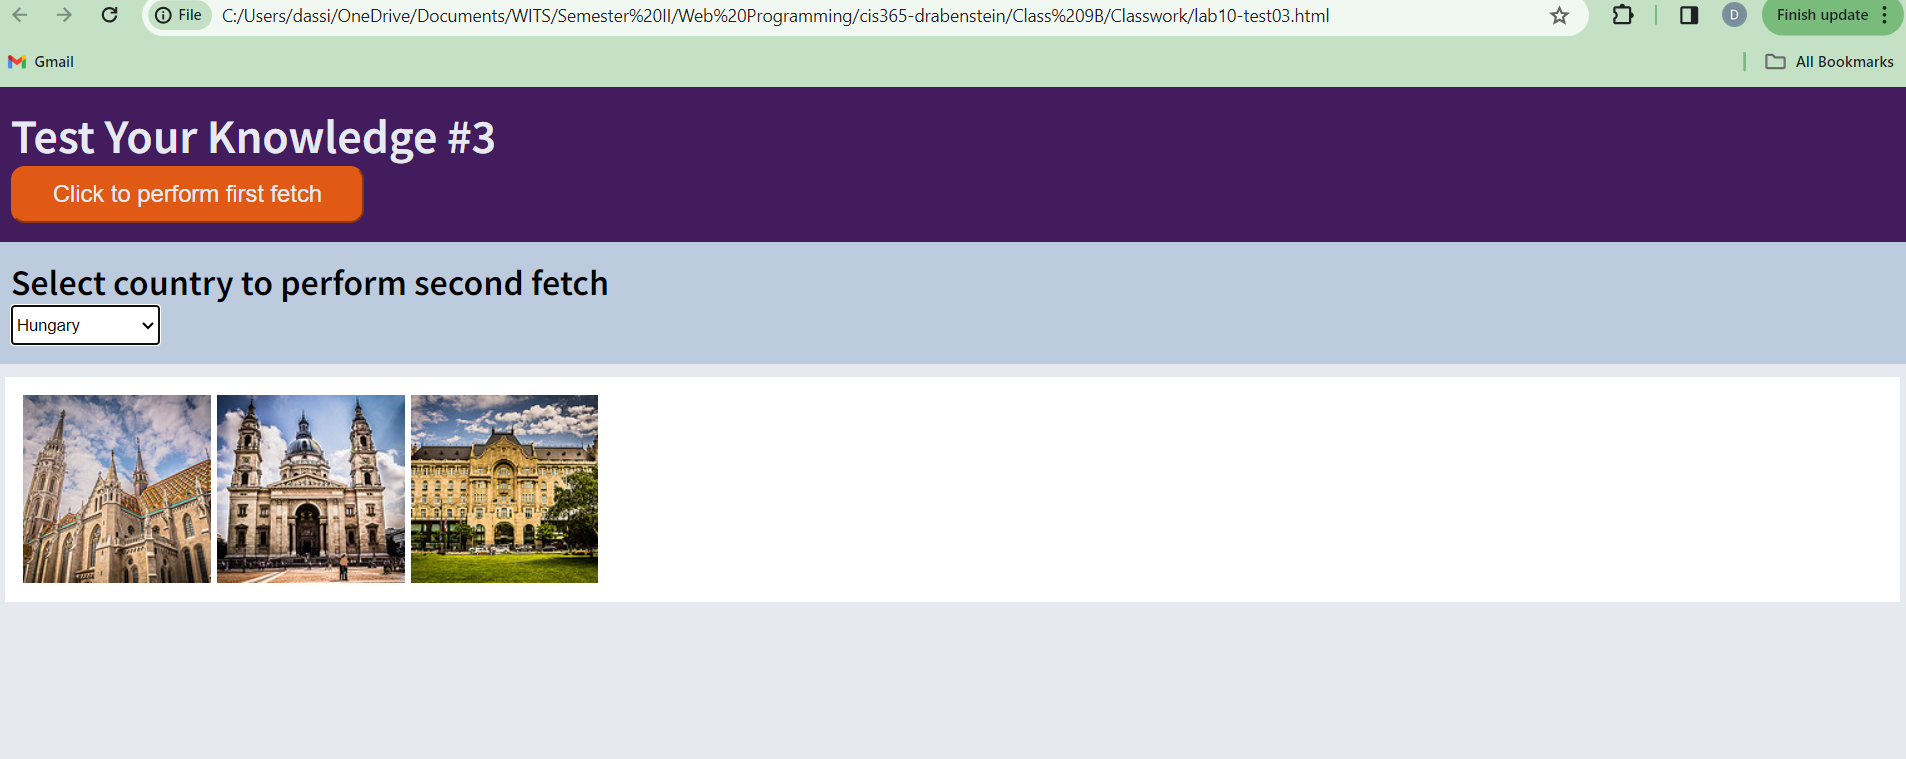 File C:/Users/dassi/OneDrive/Documents/WITS/Semester%20II/Web%20Programming/cis365-drabenstein/Class%209B/Classwork/lab10-test03.html D Finish update
Gmail All Bookmarks
Test Your Knowledge #3
Click to perform first fetch
Select country to perform second fetch
Hungary